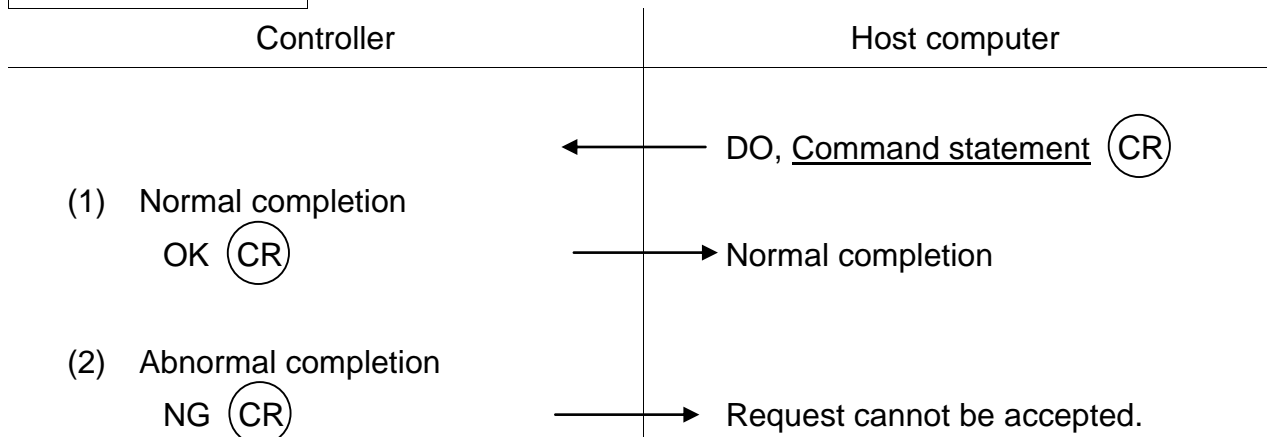 Controller Host computer
DO, Command statement CR
(1) Normal completion
OK CR Normal completion
(2) Abnormal completion
NG CR Request cannot be accepted.